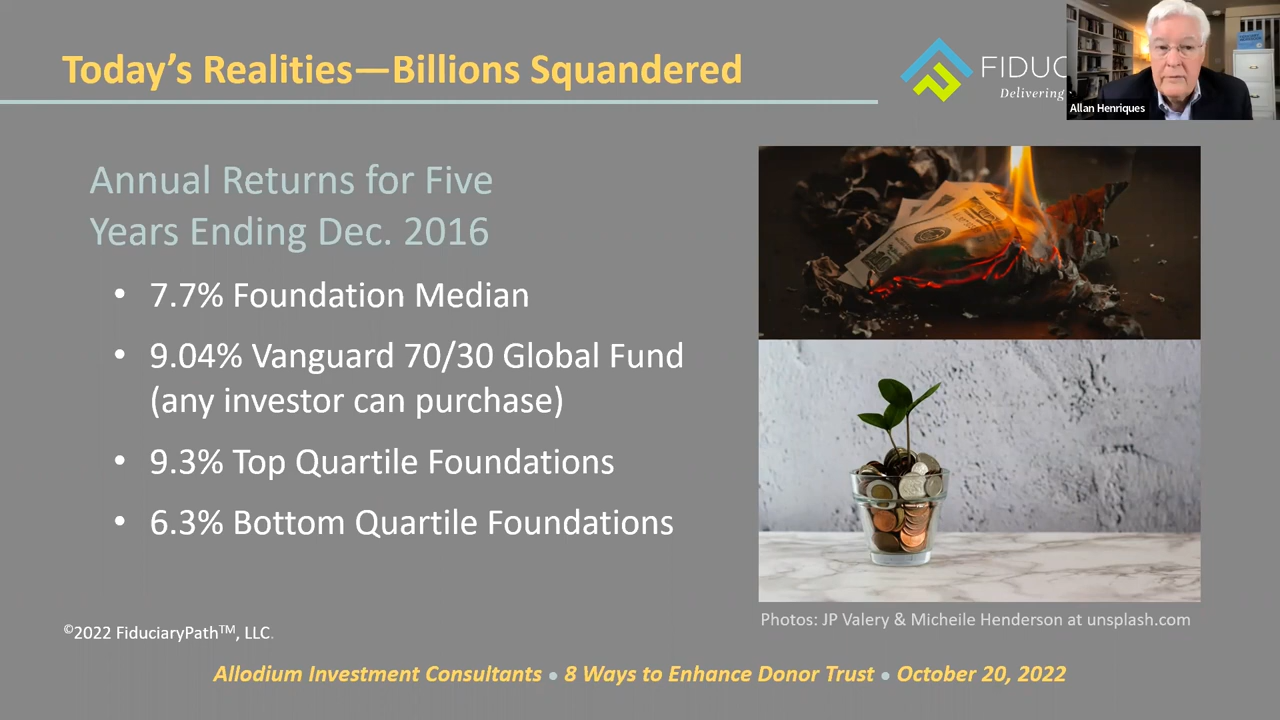 Today's Realities—Billions Squandered
FIDUC
Delivering
Allan Henriques
Annual Returns for Five
Years Ending Dec. 2016
• 7.7% Foundation Median
• 9.04% Vanguard 70/30 Global Fund
(any investor can purchase)
• 9.3% Top Quartile Foundations
• 6.3% Bottom Quartile Foundations
Photos: JP Valery & Micheile Henderson at unsplash.com
©2022 FiduciaryPath™, LLC.
Allodium Investment Consultants • 8 Ways to Enhance Donor Trust • October 20, 2022